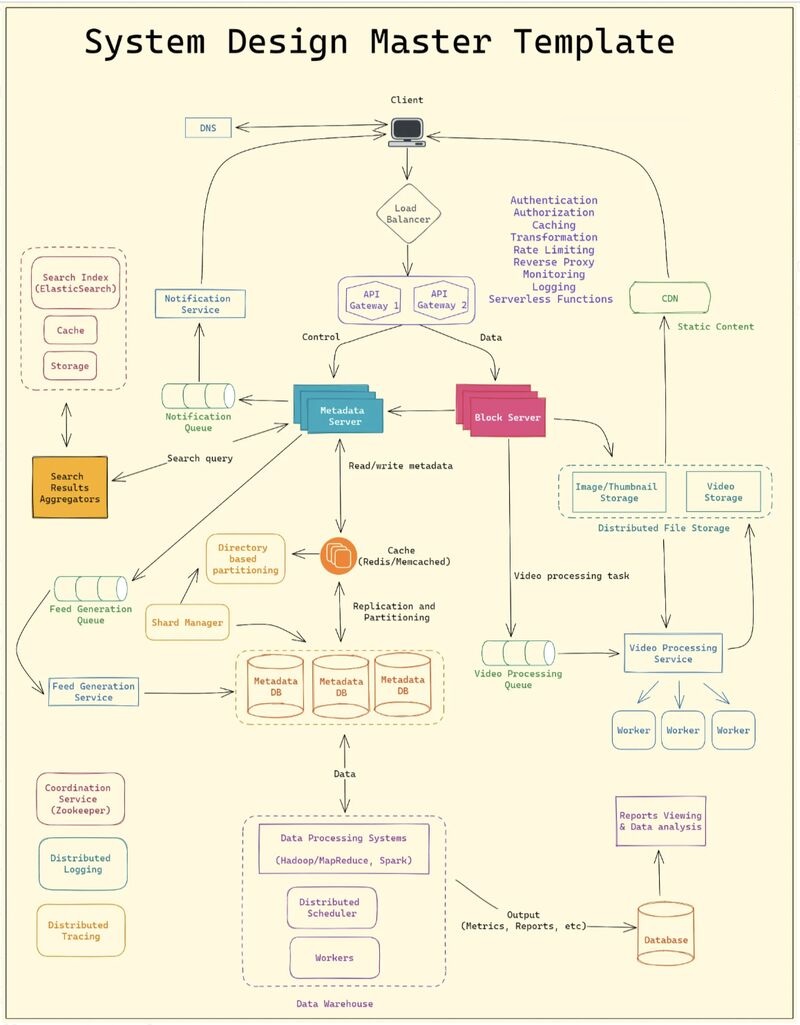 System Design Master Template
Client
DNS
Load
Balancer
Authentication
Authorization
Caching
Transformation
Rate Limiting
Reverse Proxy
Monitoring
Logging
Serverless Functions
Search Index
(ElasticSearch)
Cache
Storage
Notification
Service
API
Gateway 1
API
Gateway 2
CDN
Static Content
Control
Data
Notification
Queue
Metadata
Server
Block Server
Search query
Read/write metadata
Search
Results
Aggregators
Image/Thumbnail
Storage
Video
Storage
Distributed File Storage
Directory
based
partitioning
Cache
(Redis/Memcached)
Video processing task
Feed Generation
Queue
Shard Manager
Replication and
Partitioning
Video Processing
Queue
Video Processing
Service
Feed Generation
Service
Metadata
DB
Metadata
DB
Metadata
DB
Worker
Worker
Worker
Data
Coordination
Service
(Zookeeper)
Distributed
Logging
Distributed
Tracing
Data Processing Systems
(Hadoop/MapReduce, Spark)
Distributed
Scheduler
Workers
Data Warehouse
Output
(Metrics, Reports, etc)
Reports Viewing
& Data analysis
Database